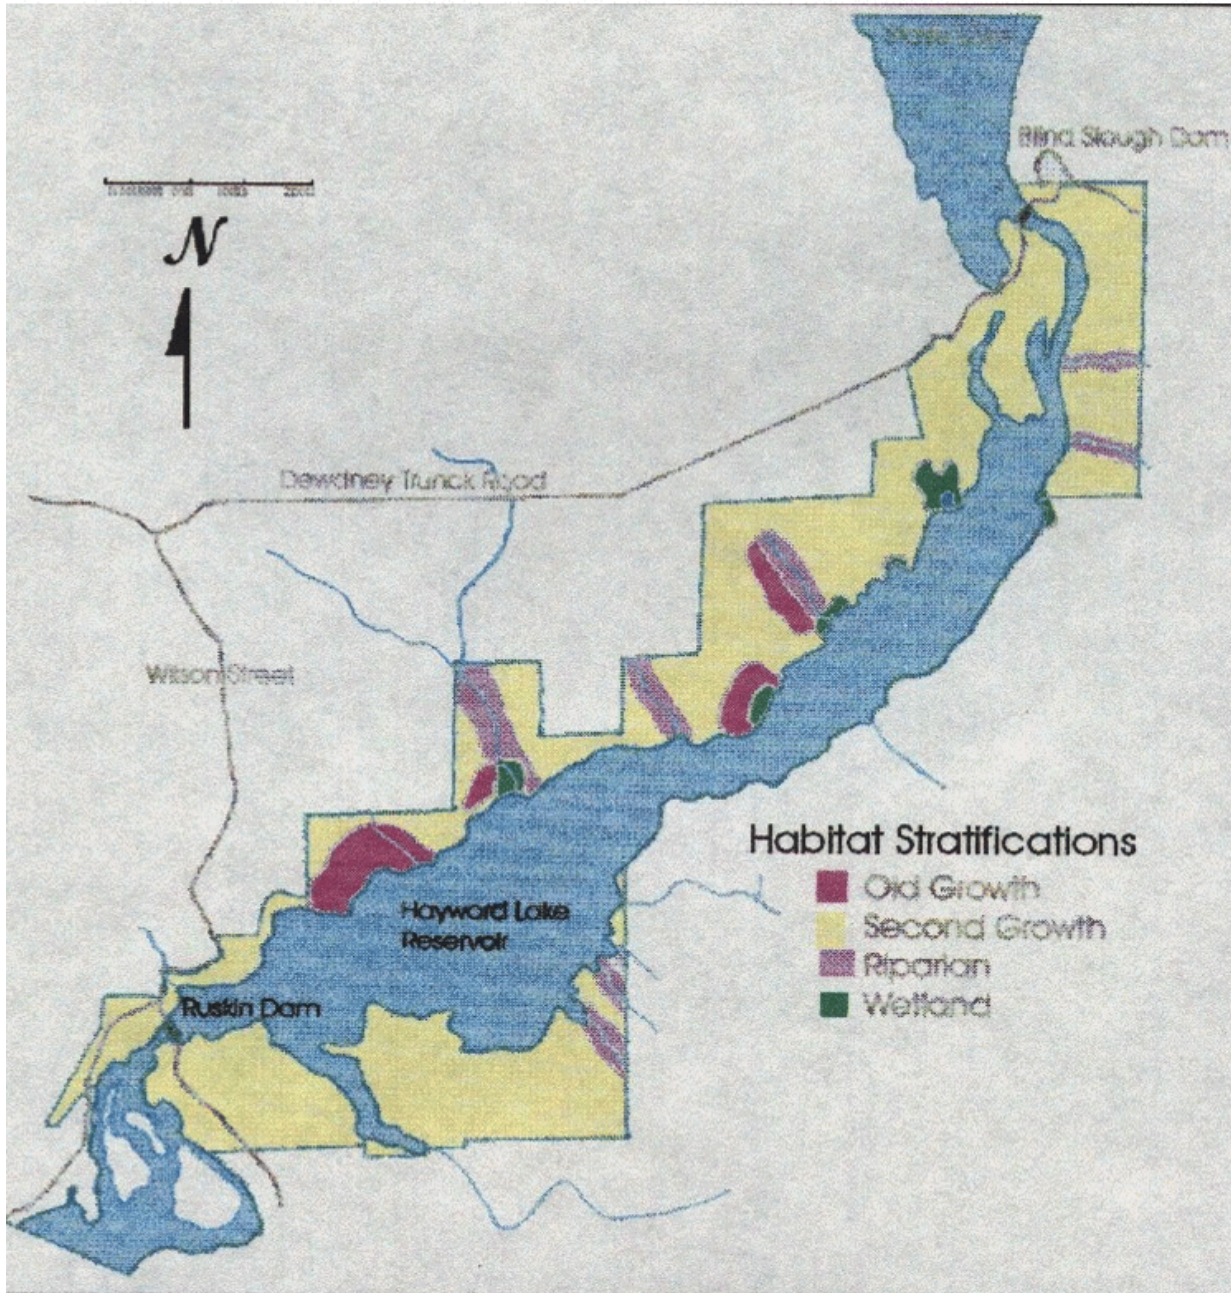 Blind Slough Dam
N
Dewdney Trunck Road
Wilson Street
Habitat Stratifications
Old Growth
Hayward Lake
Reservoir
Second Growth
Riparian
Ruskin Dam
Wetland